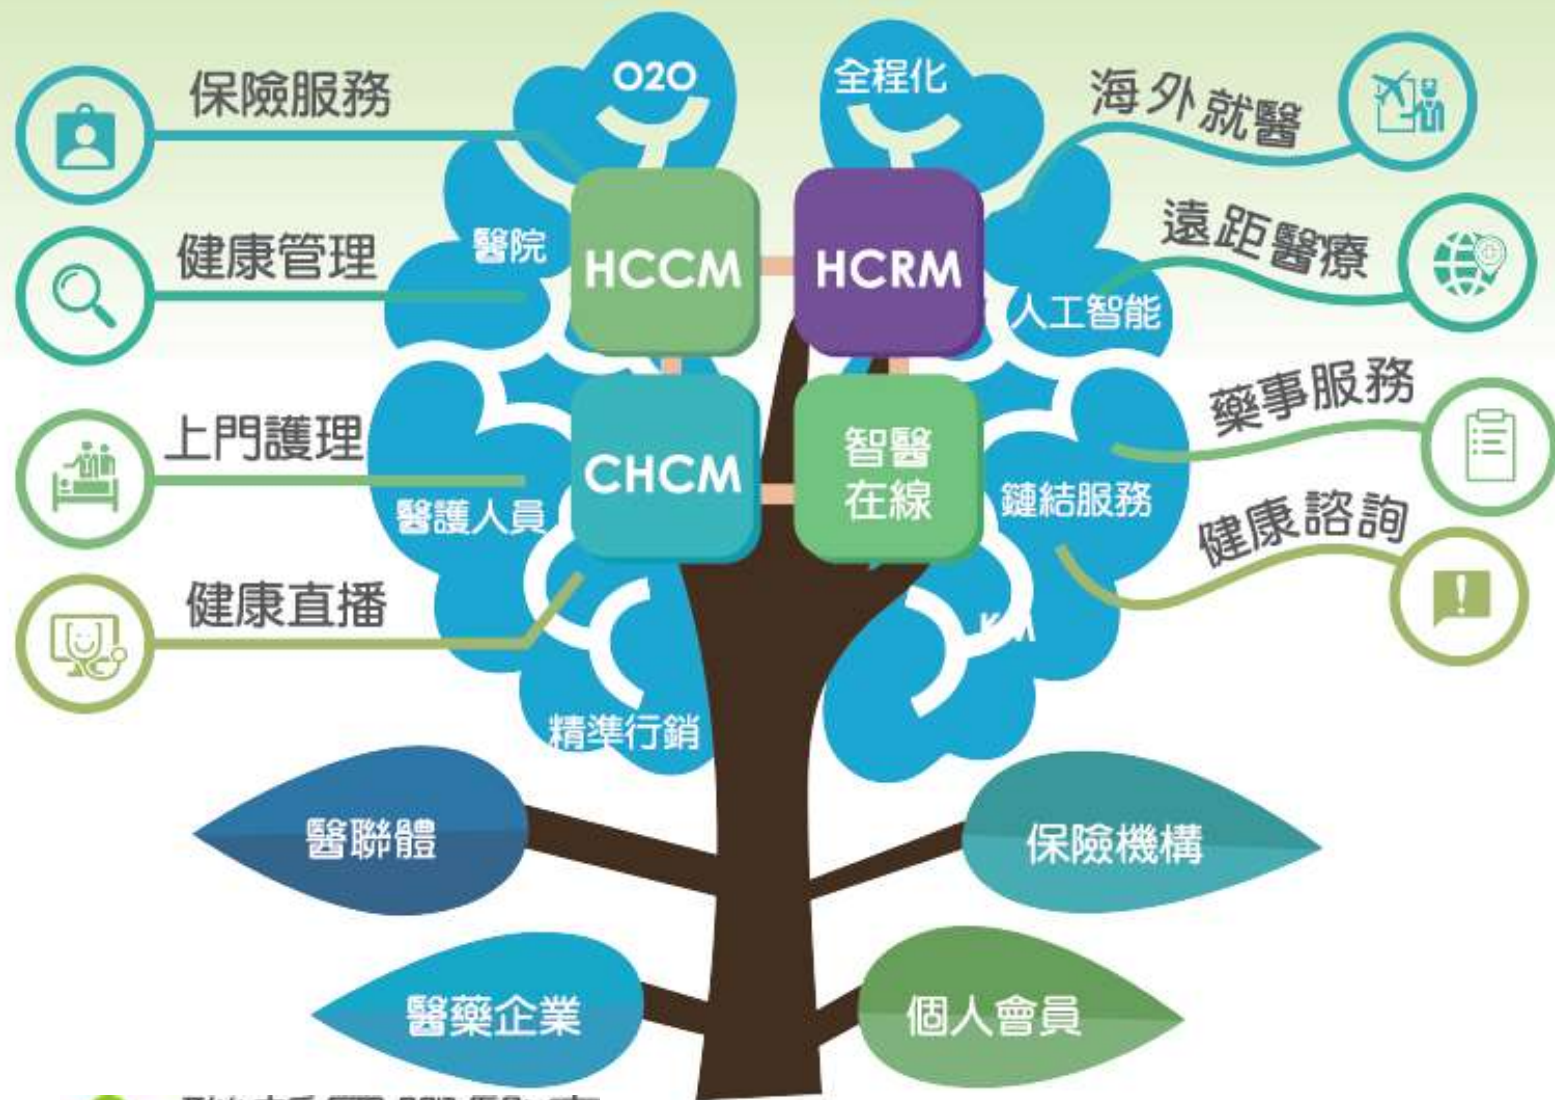 保險服務
健康管理
上門護理
健康直播
O2O
全程化
醫院
HCCM
HCRM
人工智能
醫護人員
CHCM
智醫
在線
鏈結服務
KM
精準行銷
海外就醫
遠距醫療
藥事服務
健康諮詢
醫聯體
保險機構
醫藥企業
個人會員